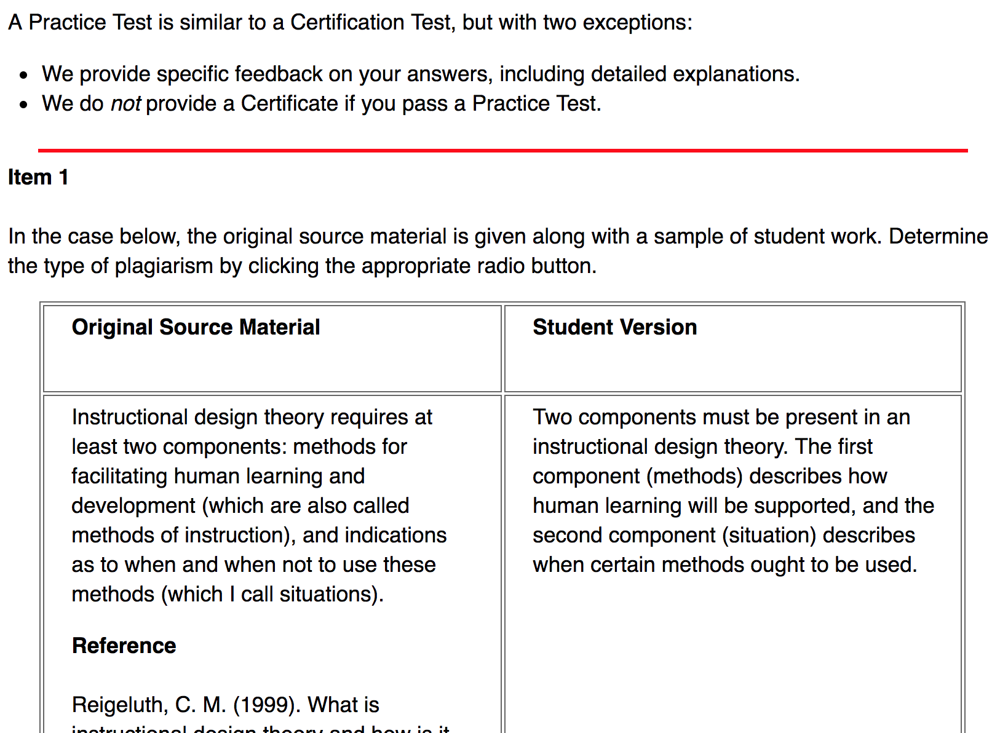 A Practice Test is similar to a Certification Test, but with two exceptions:
• We provide specific feedback on your answers, including detailed explanations.
• We do not provide a Certificate if you pass a Practice Test.
Item 1
In the case below, the original source material is given along with a sample of student work. Determine
the type of plagiarism by clicking the appropriate radio button.
Original Source Material
Student Version
Instructional design theory requires at
least two components: methods for
facilitating human learning and
development (which are also called
methods of instruction), and indications
as to when and when not to use these
methods (which I call situations).
Reference
Reigeluth, C. M. (1999). What is
instructional design theory and how is it
Two components must be present in an
instructional design theory. The first
component (methods) describes how
human learning will be supported, and the
second component (situation) describes
when certain methods ought to be used.